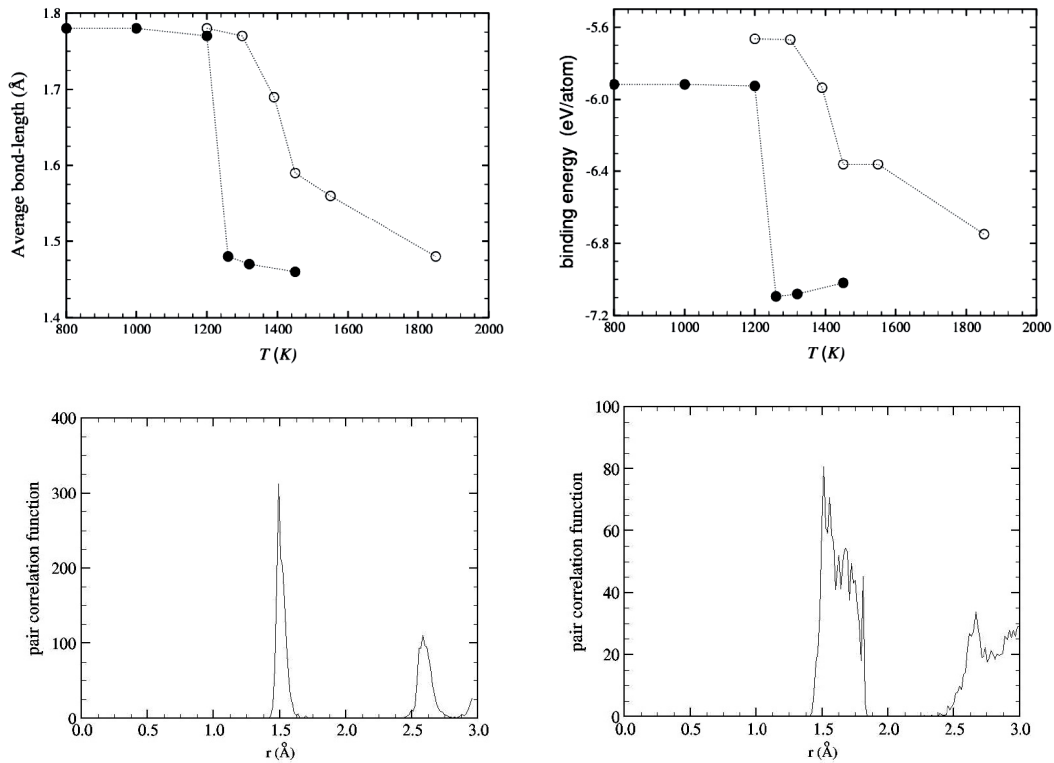 1.8
1.7
1.6
1.5
1.4
Average bond-length (Å)
800 1000 1200 1400 1600 1800 2000
T (K)
-5.6
-6.0
-6.4
-6.8
-7.2
binding energy (eV/atom)
800 1000 1200 1400 1600 1800 2000
T (K)
400
300
200
100
0
pair correlation function
0.0 0.5 1.0 1.5 2.0 2.5 3.0
r (Å)
100
80
60
40
20
0
pair correlation function
0.0 0.5 1.0 1.5 2.0 2.5 3.0
r (Å)